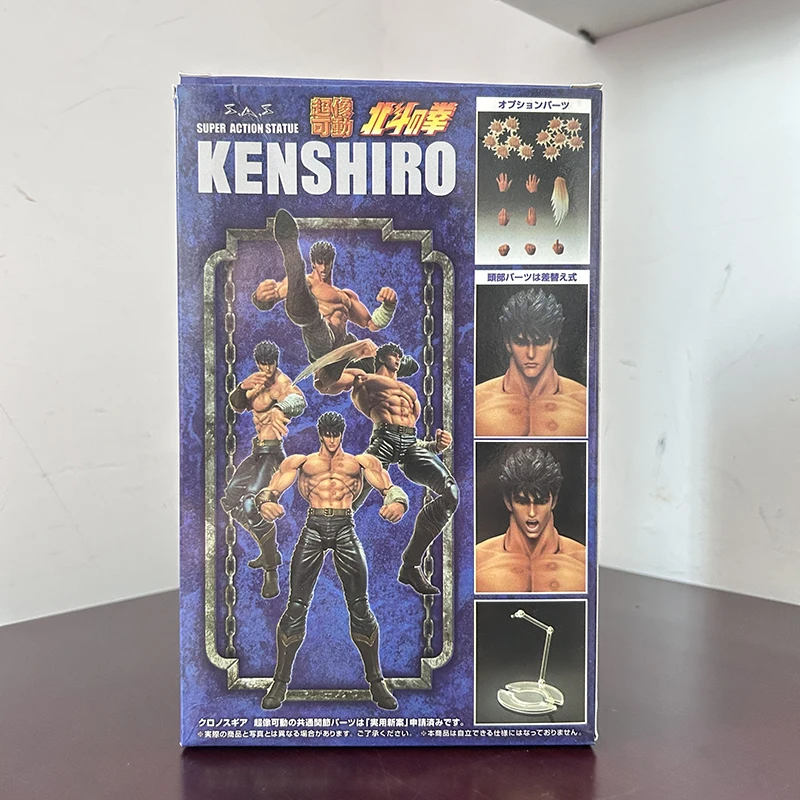 S.A.S
SUPER ACTION STATUE
超像
可動
北斗の拳
KENSHIRO
オプションパーツ
頭部パーツは差替え式
クロノスギア 超像可動の共通関節パーツは「実用新案」申請済みです。
※実際の商品と写真とは異なる場合があります。ご了承ください。 ※本商品は自立できる仕様にはなっておりません。